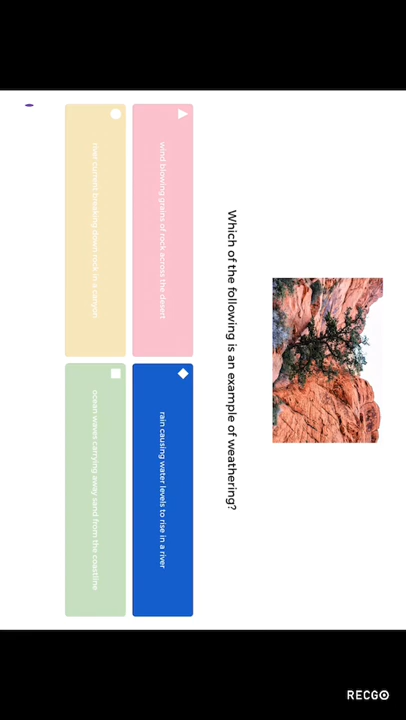 Which of the following is an example of weathering?
wind blowing grains of rock across the desert
rain causing water levels to rise in a river
river current breaking down rock in a canyon
ocean waves carrying away sand from the coastline
RECGO